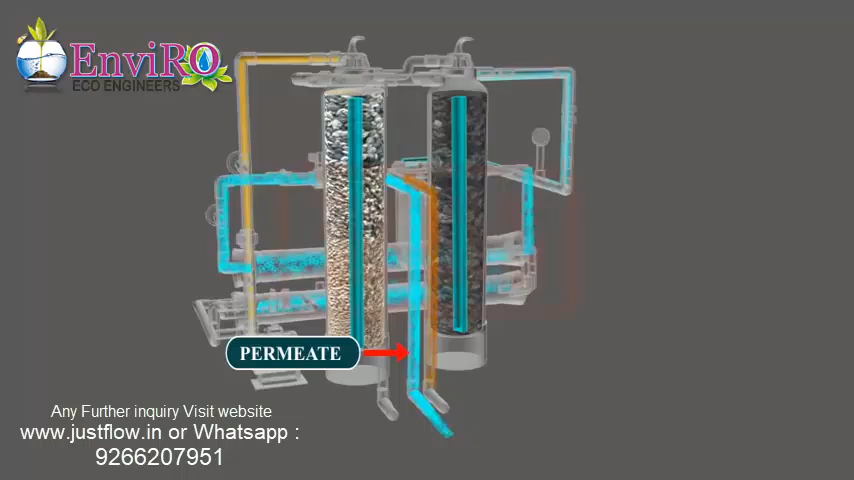 EnviRO
ECO ENGINEERS
PERMEATE
Any Further inquiry Visit website
www.justflow.in or Whatsapp :
9266207951